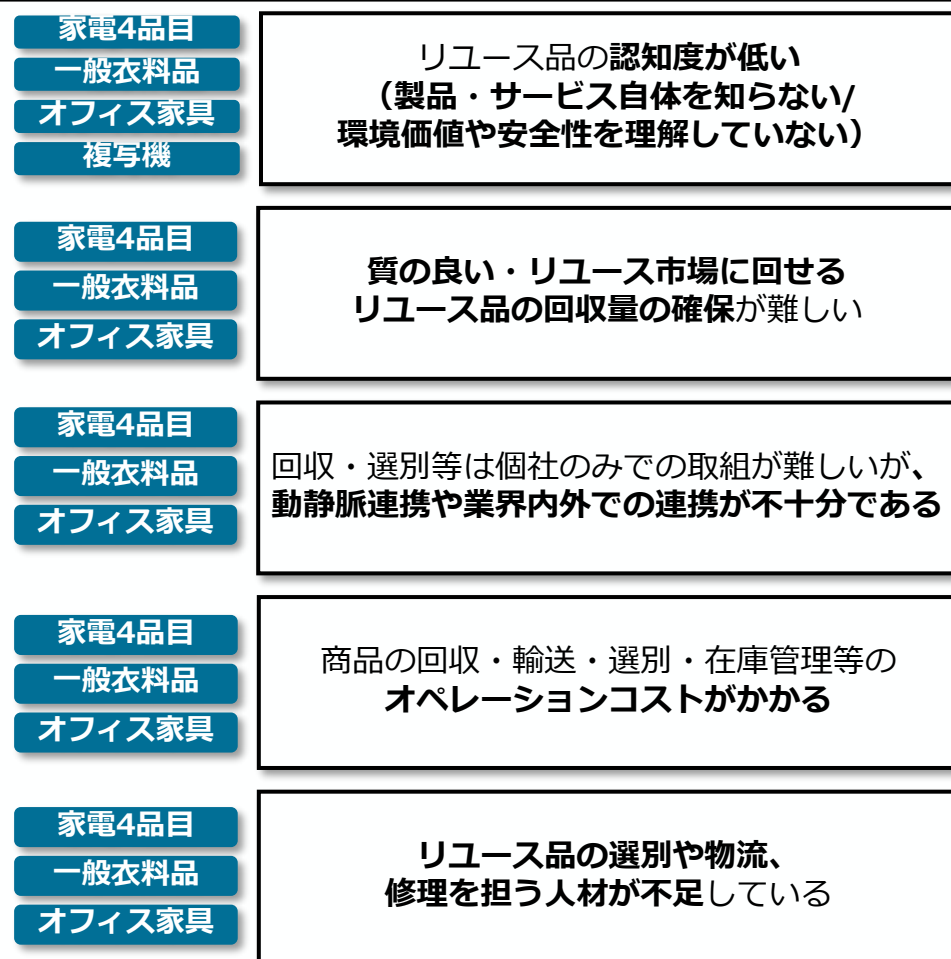 家電4品目
一般衣料品
オフィス家具
複写機
リユース品の認知度が低い
（製品・サービス自体を知らない/
環境価値や安全性を理解していない）
家電4品目
一般衣料品
オフィス家具
質の良い・リユース市場に回せる
リユース品の回収量の確保が難しい
家電4品目
一般衣料品
オフィス家具
回収・選別等は個社のみでの取組が難しいが、
動静脈連携や業界内外での連携が不十分である
家電4品目
一般衣料品
オフィス家具
商品の回収・輸送・選別・在庫管理等の
オペレーションコストがかかる
家電4品目
一般衣料品
オフィス家具
リユース品の選別や物流、
修理を担う人材が不足している